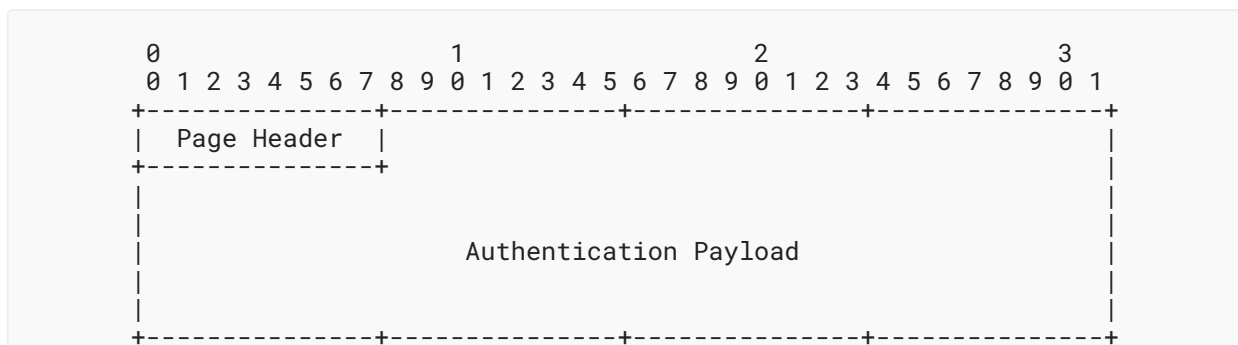 0                   1                   2                   3
0 1 2 3 4 5 6 7 8 9 0 1 2 3 4 5 6 7 8 9 0 1 2 3 4 5 6 7 8 9 0 1
+---------------+---------------+---------------+---------------+
|  Page Header  |                                               |
+---------------+                                               |
|                                                               |
|                                                               |
|                     Authentication Payload                    |
|                                                               |
|                                                               |
+---------------+---------------+---------------+---------------+